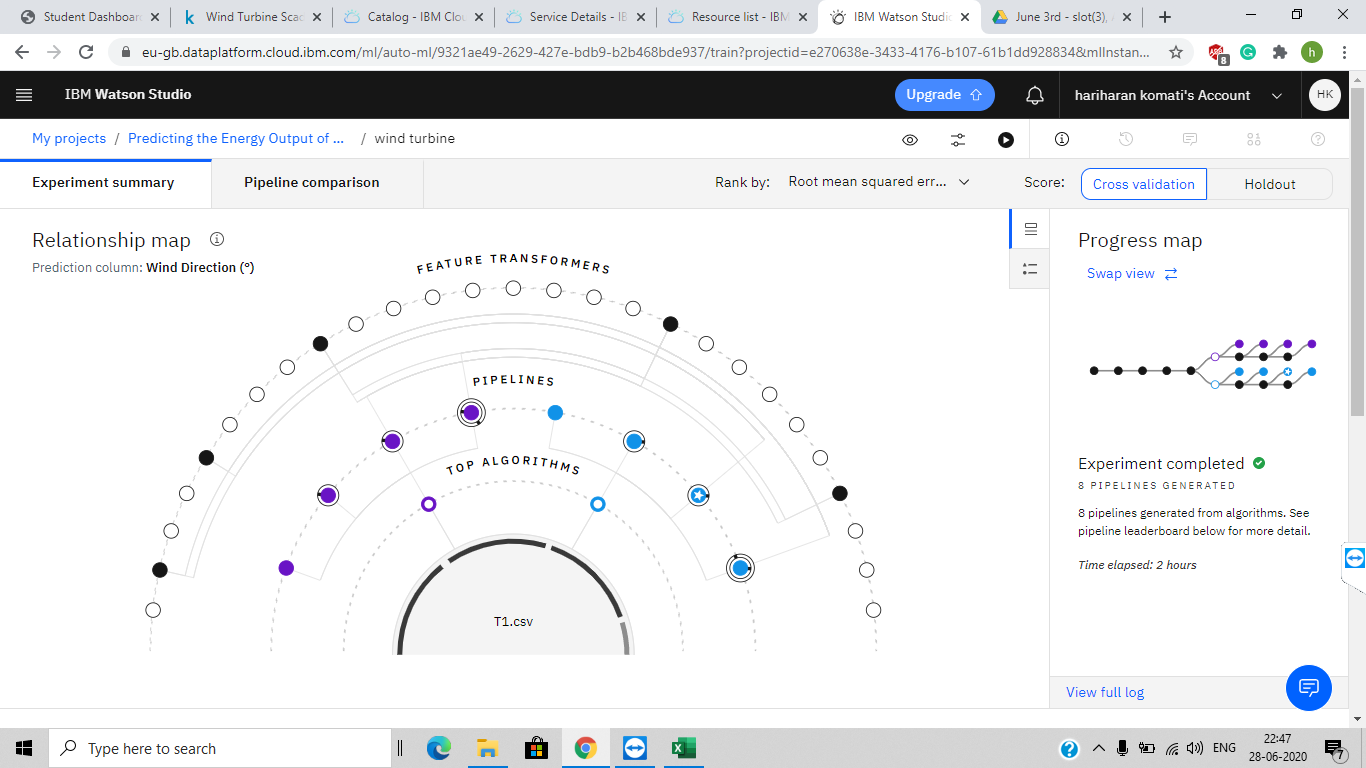 Student Dashboar
Wind Turbine Scad
Catalog - IBM Clou
Service Details - IB
Resource list - IBM
IBM Watson Studio
June 3rd - slot(3), A
eu-gb.dataplatform.cloud.ibm.com/ml/auto-ml/9321ae49-2629-427e-bdb9-b2b468bde937/train?projectid=e270638e-3433-4176-b107-61b1dd928834&mlInstan...
8
h
IBM Watson Studio
Upgrade
hariharan komati's Account
HK
My projects / Predicting the Energy Output of ... / wind turbine
Experiment summary
Pipeline comparison
Rank by: Root mean squared err...
Score: Cross validation Holdout
Relationship map
Prediction column: Wind Direction (°)
FEATURE TRANSFORMERS
PIPELINES
TOP ALGORITHMS
T1.csv
Progress map
Swap view
Experiment completed
8 PIPELINES GENERATED
8 pipelines generated from algorithms. See
pipeline leaderboard below for more detail.
Time elapsed: 2 hours
View full log
Type here to search
ENG
22:47
28-06-2020
7